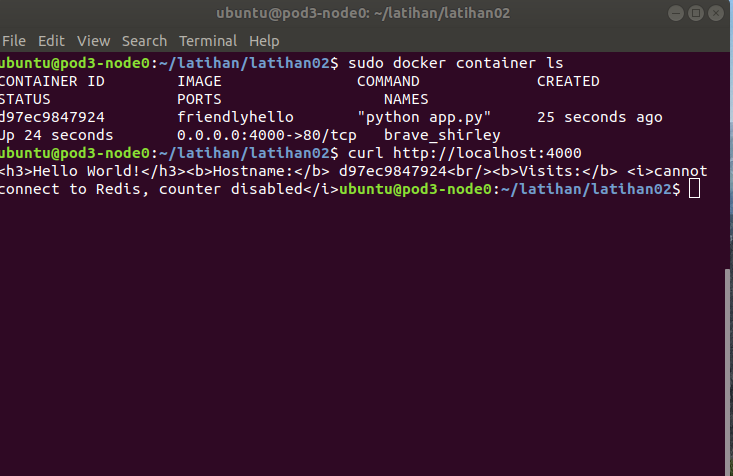 ubuntu@pod3-node0: ~/latihan/latihan02
File Edit View Search Terminal Help
ubuntu@pod3-node0:~/latihan/latihan02$ sudo docker container ls
CONTAINER ID        IMAGE               COMMAND             CREATED
STATUS              PORTS                  NAMES
d97ec9847924        friendlyhello       "python app.py"     25 seconds ago
Up 24 seconds       0.0.0.0:4000->80/tcp   brave_shirley
ubuntu@pod3-node0:~/latihan/latihan02$ curl http://localhost:4000
<h3>Hello World!</h3><b>Hostname:</b> d97ec9847924<br/><b>Visits:</b> <i>cannot
connect to Redis, counter disabled</i>ubuntu@pod3-node0:~/latihan/latihan02$